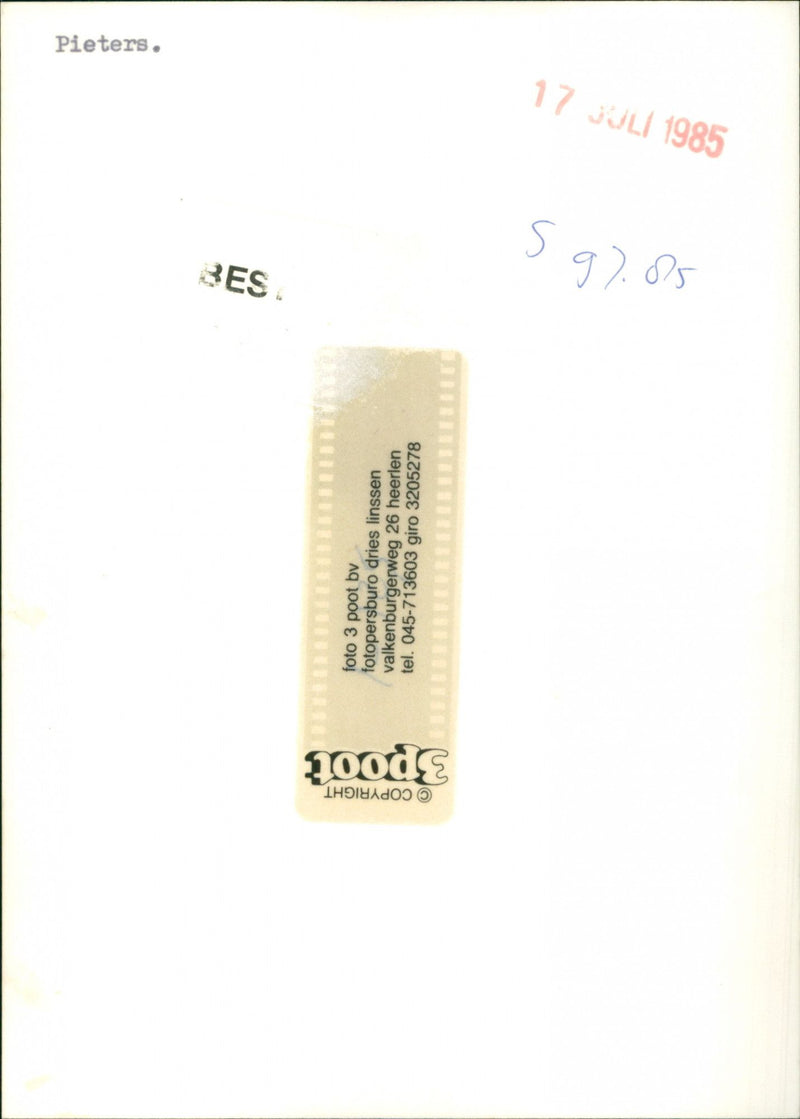 Pieters.
17 JULI 1985
S 97.85
BES
foto 3 poot bv
fotopersburo dries linssen
valkenburgerweg 26 heerlen
tel. 045-713603 giro 3205278
3poot
© COPYRIGHT